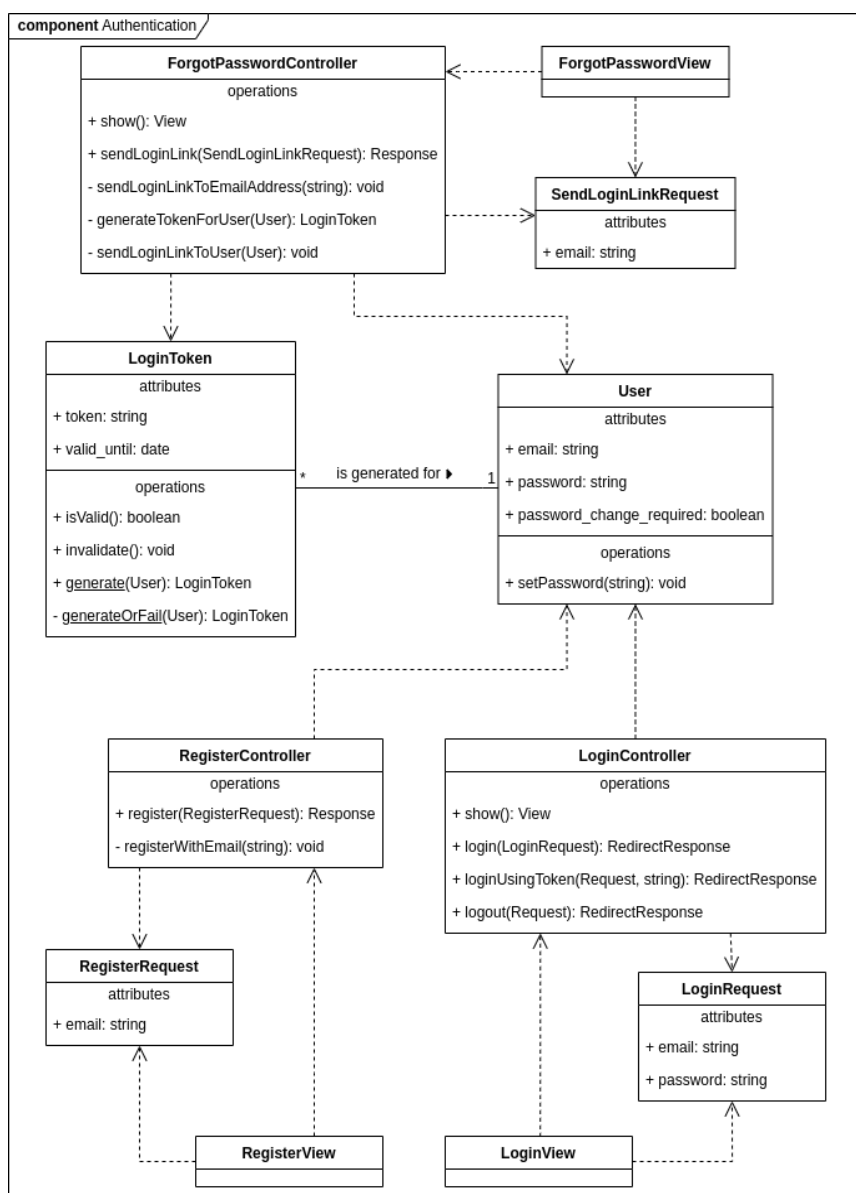 component Authentication
ForgotPasswordController
operations
+ show(): View
+ sendLoginLink(SendLoginLinkRequest): Response
- sendLoginLinkToEmailAddress(string): void
- generateTokenForUser(User): LoginToken
- sendLoginLinkToUser(User): void
ForgotPasswordView
SendLoginLinkRequest
attributes
+ email: string
LoginToken
attributes
+ token: string
+ valid_until: date
operations
+ isValid(): boolean
+ invalidate(): void
+ generate(User): LoginToken
- generateOrFail(User): LoginToken
* is generated for 1
User
attributes
+ email: string
+ password: string
+ password_change_required: boolean
operations
+ setPassword(string): void
RegisterController
operations
+ register(RegisterRequest): Response
- registerWithEmail(string): void
LoginController
operations
+ show(): View
+ login(LoginRequest): RedirectResponse
+ loginUsingToken(Request, string): RedirectResponse
+ logout(Request): RedirectResponse
RegisterRequest
attributes
+ email: string
LoginRequest
attributes
+ email: string
+ password: string
RegisterView
LoginView